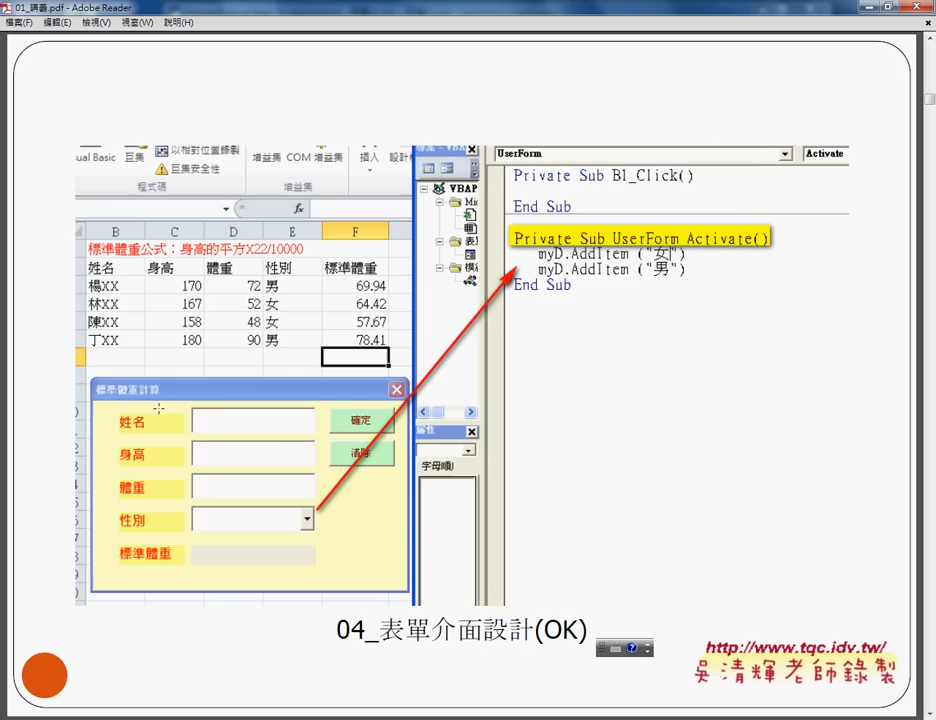 01_講義.pdf - Adobe Reader
檔案(F) 編輯(E) 檢視(V) 視窗(W) 說明(H)
ual Basic 巨集 以相對位置錄製
巨集安全性
程式碼
增益集 COM 增益集
增益集
插入 設計
fx
B C D E F
標準體重公式：身高的平方X22/10000
姓名 身高 體重 性別 標準體重
楊XX 170 72 男 69.94
林XX 167 52 女 64.42
陳XX 158 48 女 57.67
丁XX 180 90 男 78.41
標準體重計算
姓名
確定
身高
清除
體重
性別
標準體重
VBAP
Mic
表
模
字母順
UserForm Activate
Private Sub B1_Click()
End Sub
Private Sub UserForm_Activate()
myD.AddItem ("女")
myD.AddItem ("男")
End Sub
04_表單介面設計(OK)
http://www.tqc.idv.tw/
吳清輝老師錄製